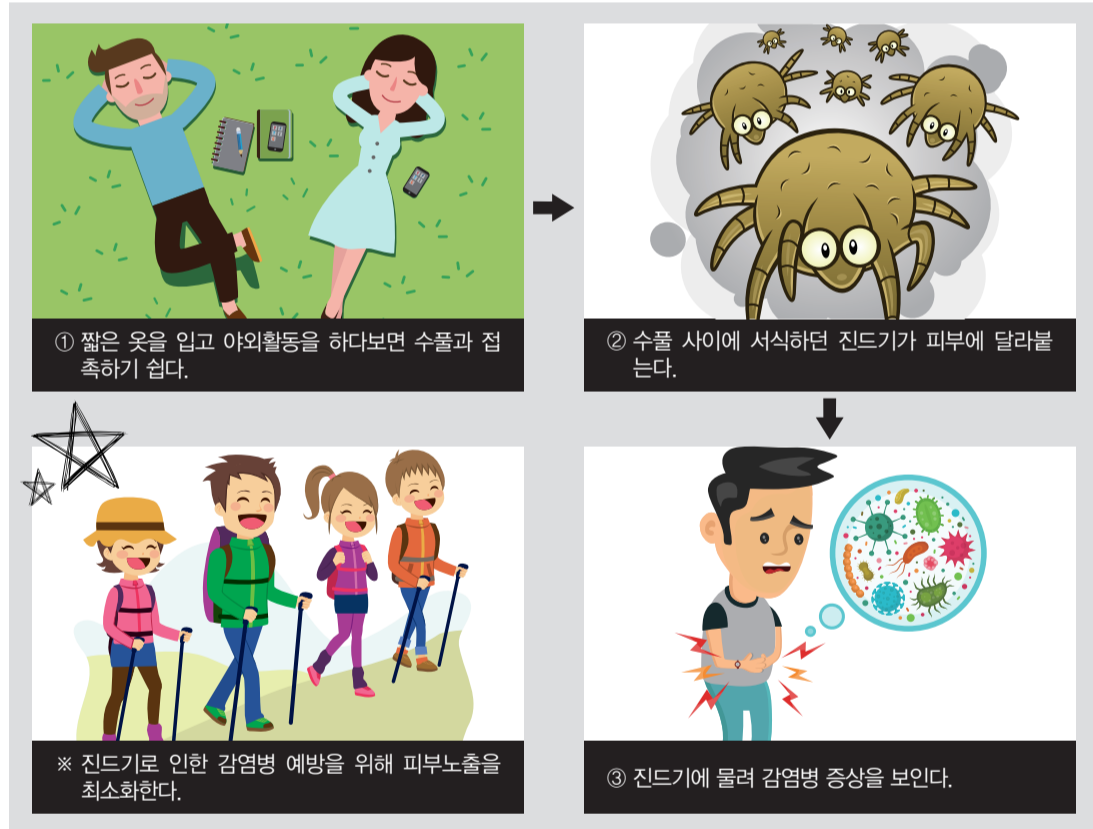 ① 짧은 옷을 입고 야외활동을 하다보면 수풀과 접
촉하기 쉽다.
② 수풀 사이에 서식하던 진드기가 피부에 달라붙
는다.
③ 진드기에 물려 감염병 증상을 보인다.
※ 진드기로 인한 감염병 예방을 위해 피부노출을
최소화한다.